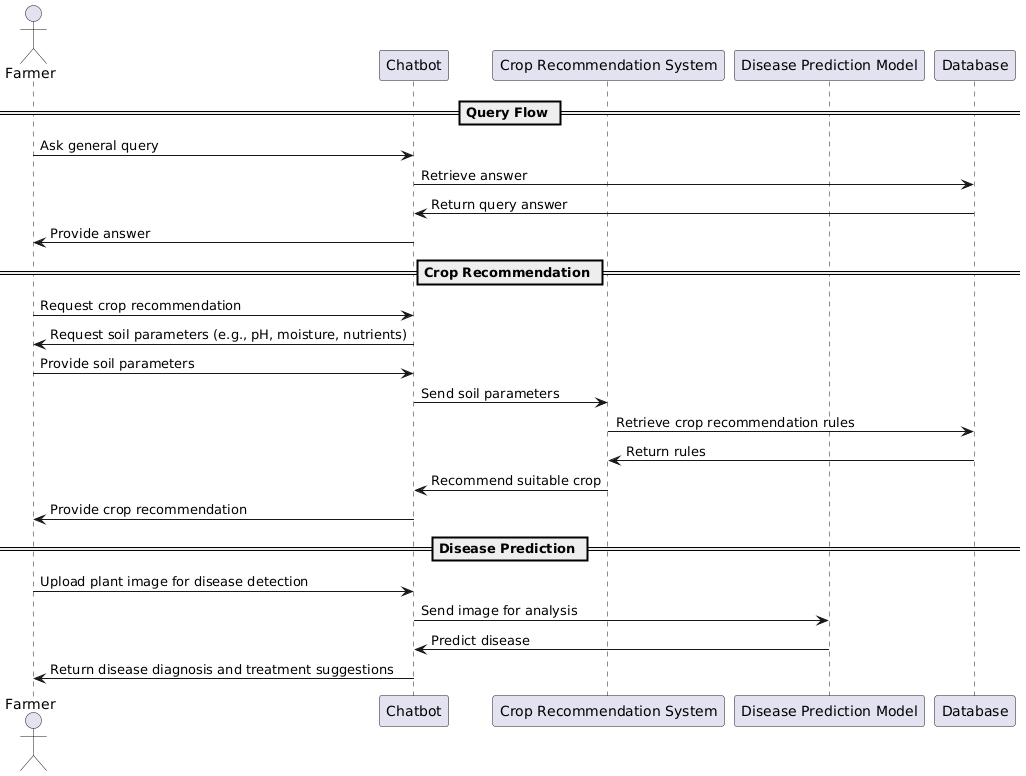 Farmer
Chatbot
Crop Recommendation System
Disease Prediction Model
Database
Query Flow
Ask general query
Retrieve answer
Return query answer
Provide answer
Crop Recommendation
Request crop recommendation
Request soil parameters (e.g., pH, moisture, nutrients)
Provide soil parameters
Send soil parameters
Retrieve crop recommendation rules
Return rules
Recommend suitable crop
Provide crop recommendation
Disease Prediction
Upload plant image for disease detection
Send image for analysis
Predict disease
Return disease diagnosis and treatment suggestions
Farmer
Chatbot
Crop Recommendation System
Disease Prediction Model
Database